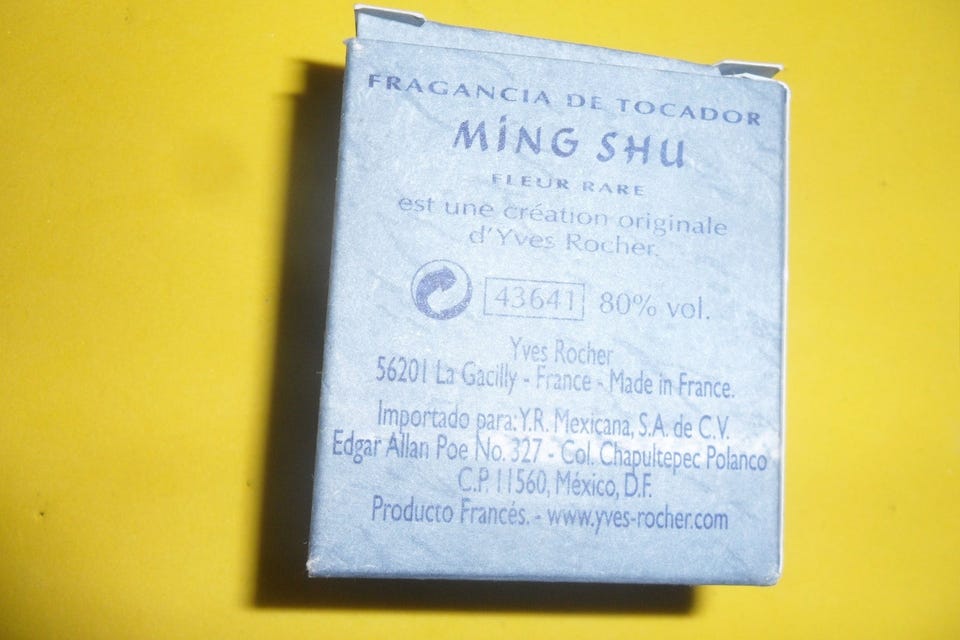 FRAGANCIA DE TOCADOR
MiNG SHU
FLEUR RARE
est une création originale
d'Yves Rocher.
43641 80% vol.
Yves Rocher
56201 La Gacilly - France - Made in France.
Importado para: Y.R. Mexicana, S.A. de C.V.
Edgar Allan Poe No. 327 - Col. Chapultepec Polanco
C.P. 11560, México, D.F.
Producto Francés. - www.yves-rocher.com